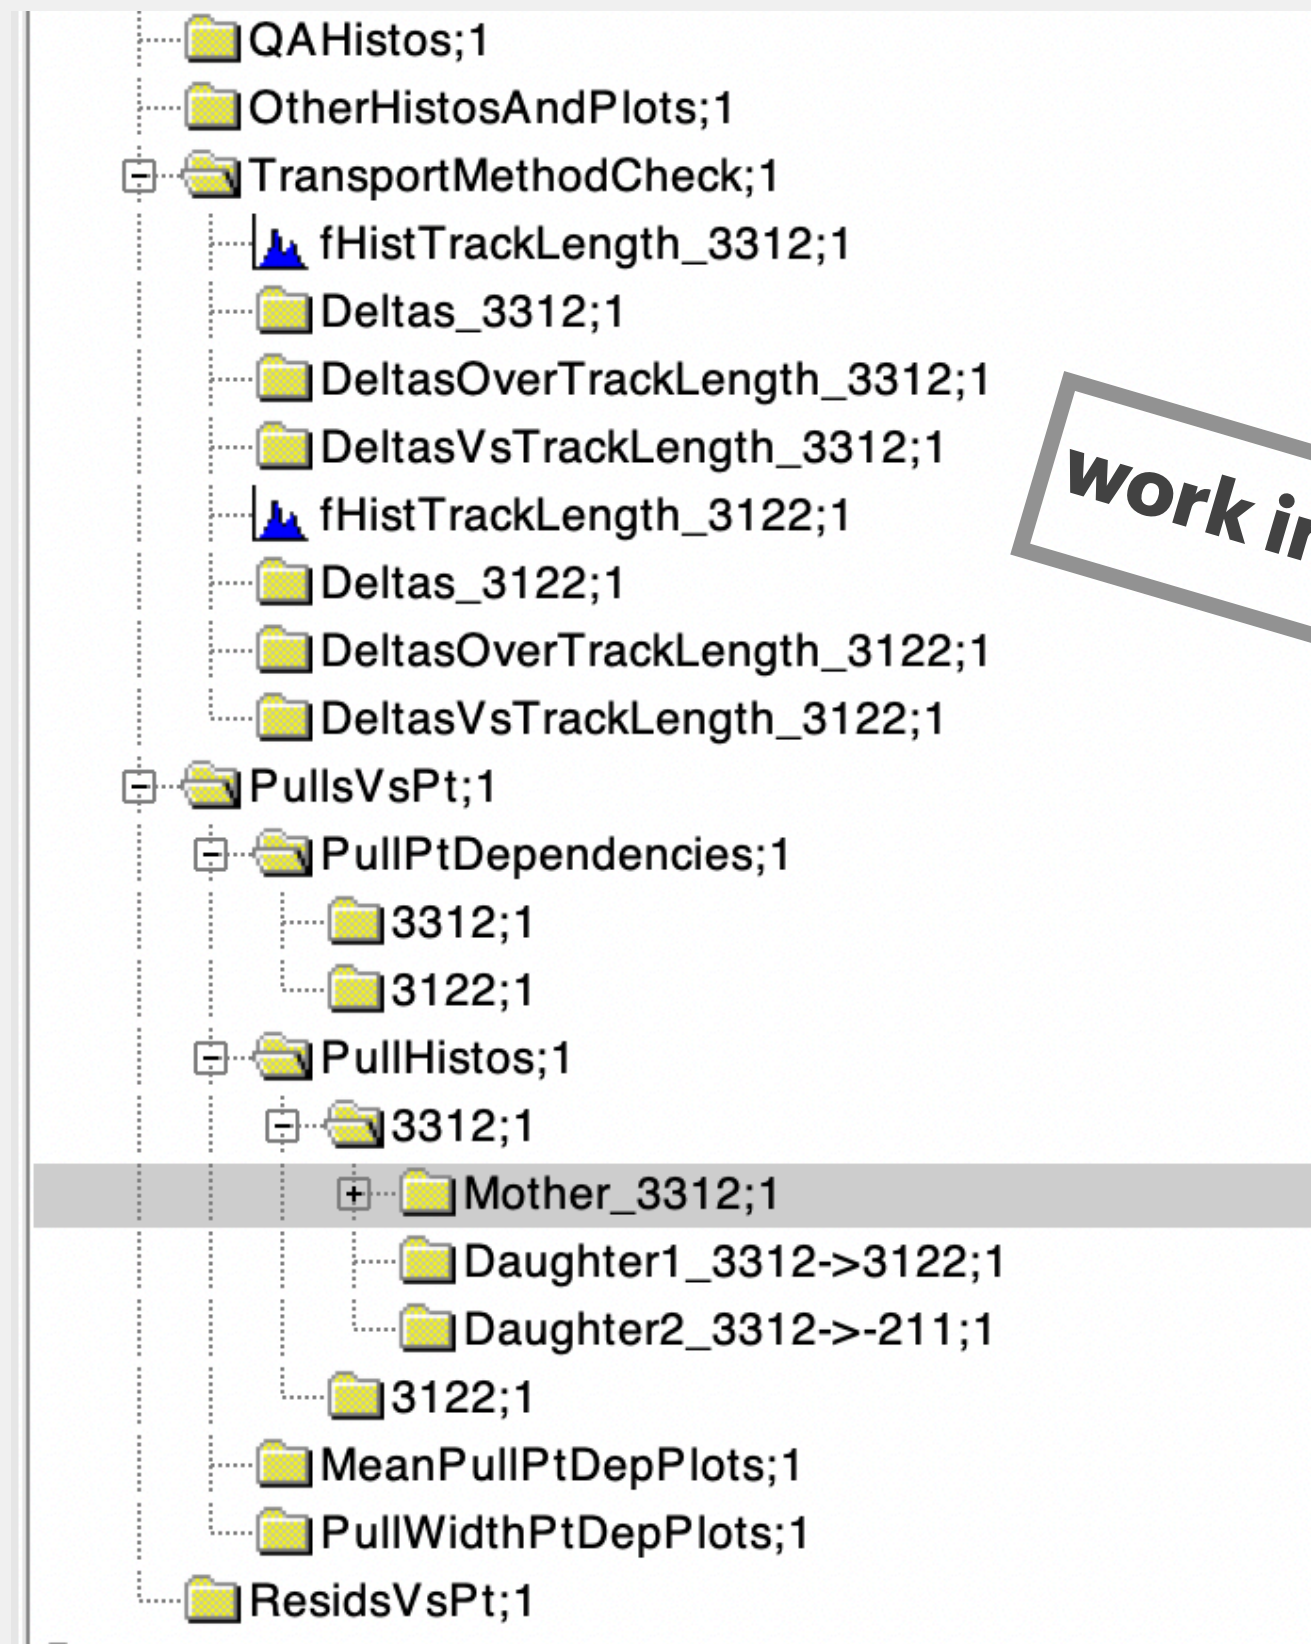 QAHistos;1
OtherHistosAndPlots;1
TransportMethodCheck;1
fHistTrackLength_3312;1
Deltas_3312;1
DeltasOverTrackLength_3312;1
DeltasVsTrackLength_3312;1
work in
fHistTrackLength_3122;1
Deltas_3122;1
DeltasOverTrackLength_3122;1
DeltasVsTrackLength_3122;1
PullsVsPt;1
PullPtDependencies;1
3312;1
3122;1
PullHistos;1
3312;1
Mother_3312;1
Daughter1_3312->3122;1
Daughter2_3312->-211;1
3122;1
MeanPullPtDepPlots;1
PullWidthPtDepPlots;1
ResidsVsPt;1